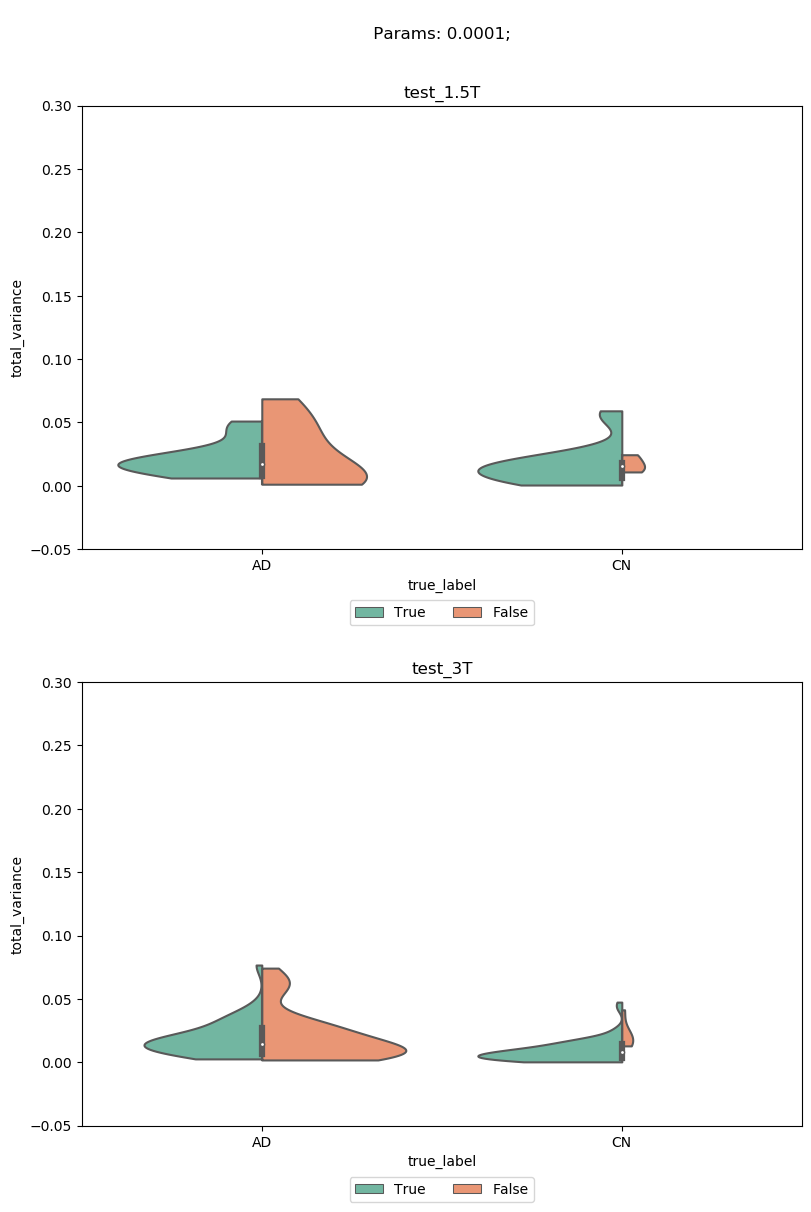 Params: 0.0001;
test_1.5T
0.30
0.25
0.20
0.15
0.10
0.05
0.00
−0.05
total_variance
AD CN
true_label
True False
test_3T
0.30
0.25
0.20
0.15
0.10
0.05
0.00
−0.05
total_variance
AD CN
true_label
True False